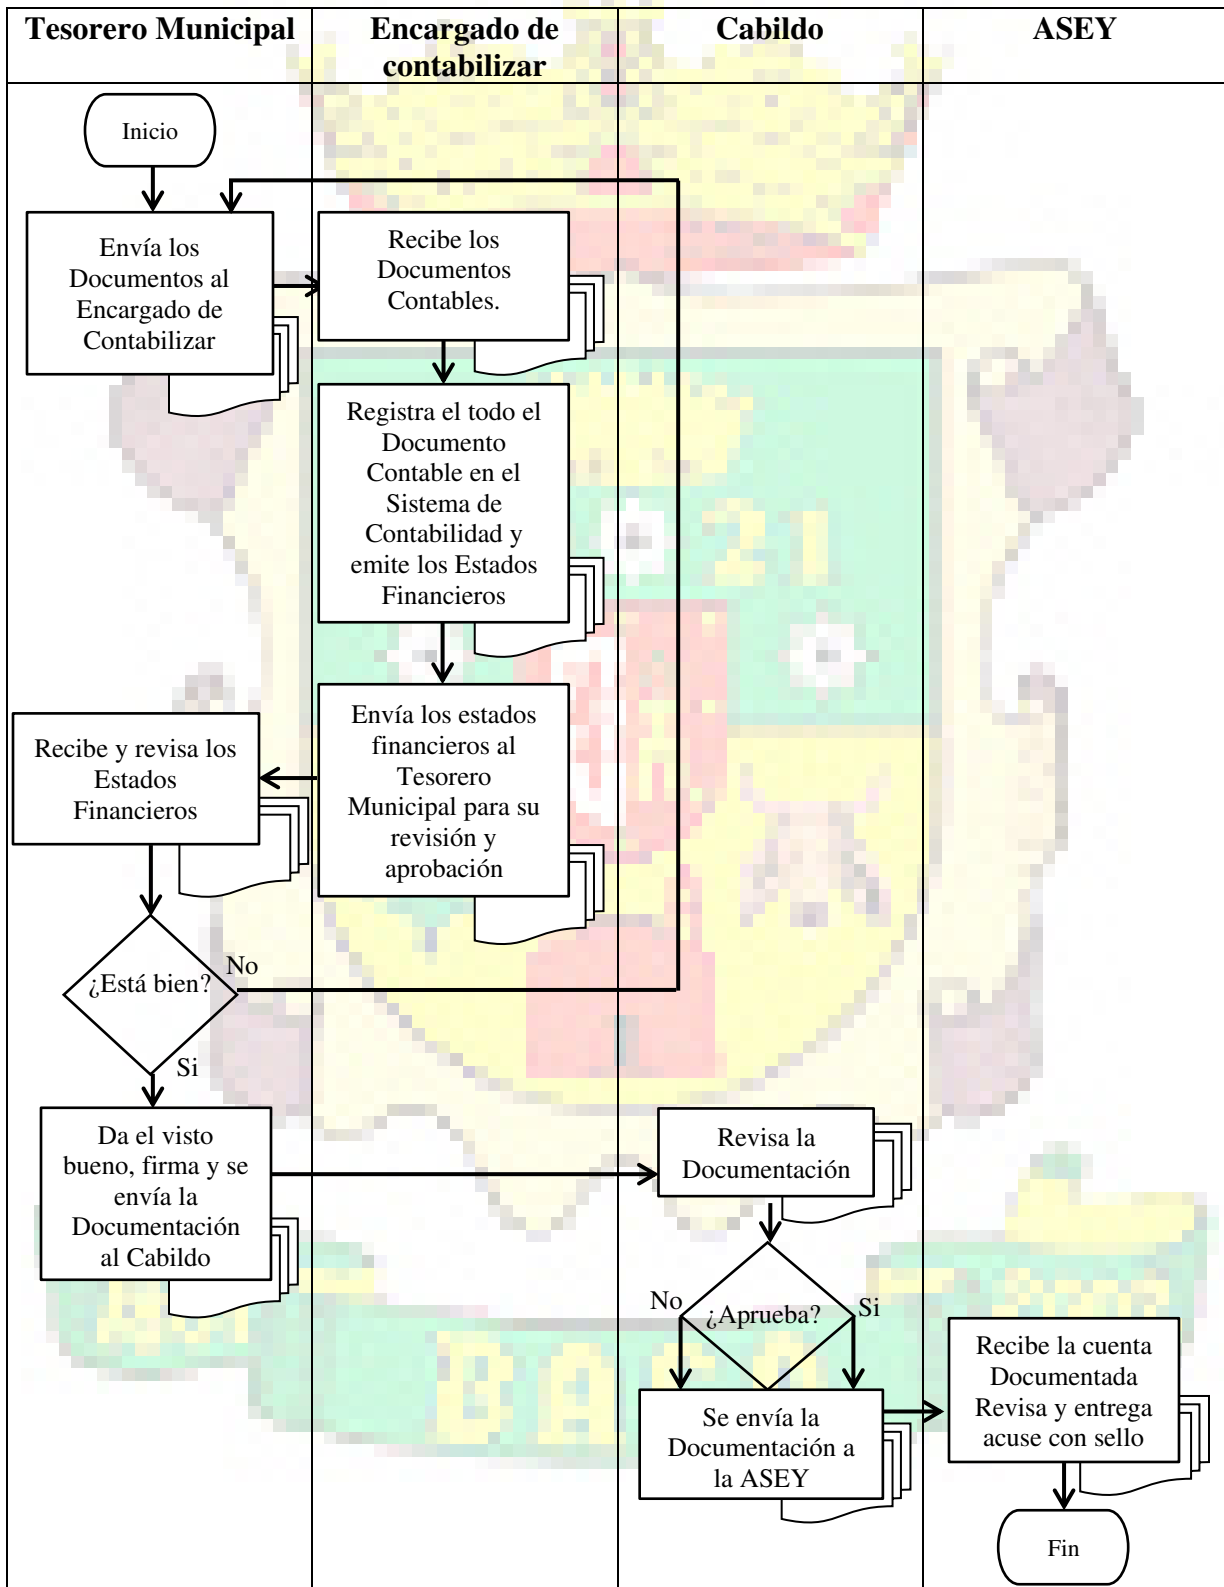 Tesorero Municipal
Encargado de
contabilizar
Cabildo
ASEY
Inicio
Envía los
Documentos al
Encargado de
Contabilizar
Recibe los
Documentos
Contables.
Registra el todo el
Documento
Contable en el
Sistema de
Contabilidad y
emite los Estados
Financieros
Envía los estados
financieros al
Tesorero
Municipal para su
revisión y
aprobación
Recibe y revisa los
Estados
Financieros
¿Está bien?
No
Si
Da el visto
bueno, firma y se
envía la
Documentación
al Cabildo
Revisa la
Documentación
No
¿Aprueba?
Si
Se envía la
Documentación a
la ASEY
Recibe la cuenta
Documentada
Revisa y entrega
acuse con sello
Fin
21